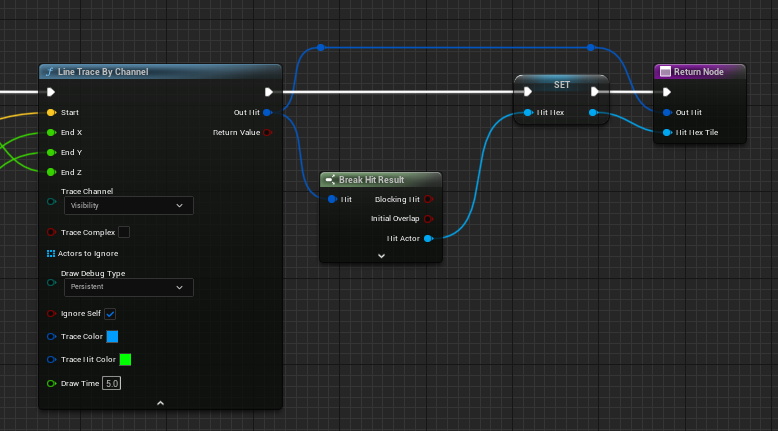 Line Trace By Channel
Start
Out Hit
End X
Return Value
End Y
End Z
Trace Channel
Visibility
Trace Complex
Actors to Ignore
Draw Debug Type
Persistent
Ignore Self
Trace Color
Trace Hit Color
Draw Time 5.0
Break Hit Result
Hit
Blocking Hit
Initial Overlap
Hit Actor
SET
Hit Hex
Return Node
Out Hit
Hit Hex Tile